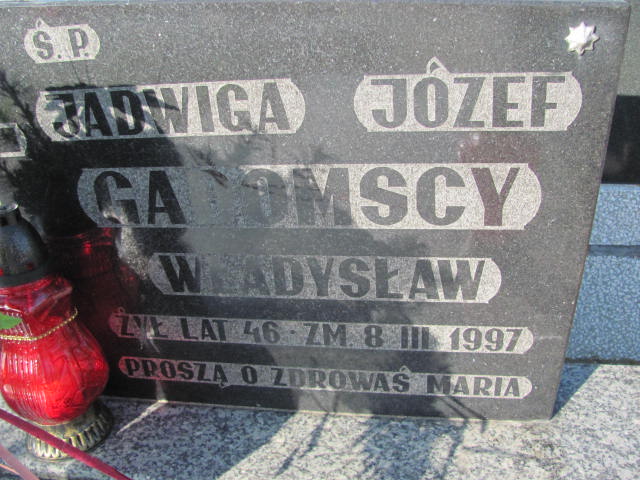 Ś.P.
JADWIGA JÓZEF
GADOMSCY
WŁADYSŁAW
ŻYŁ LAT 46 · ZM. 8 III 1997
PROSZĄ O ZDROWAŚ MARIA